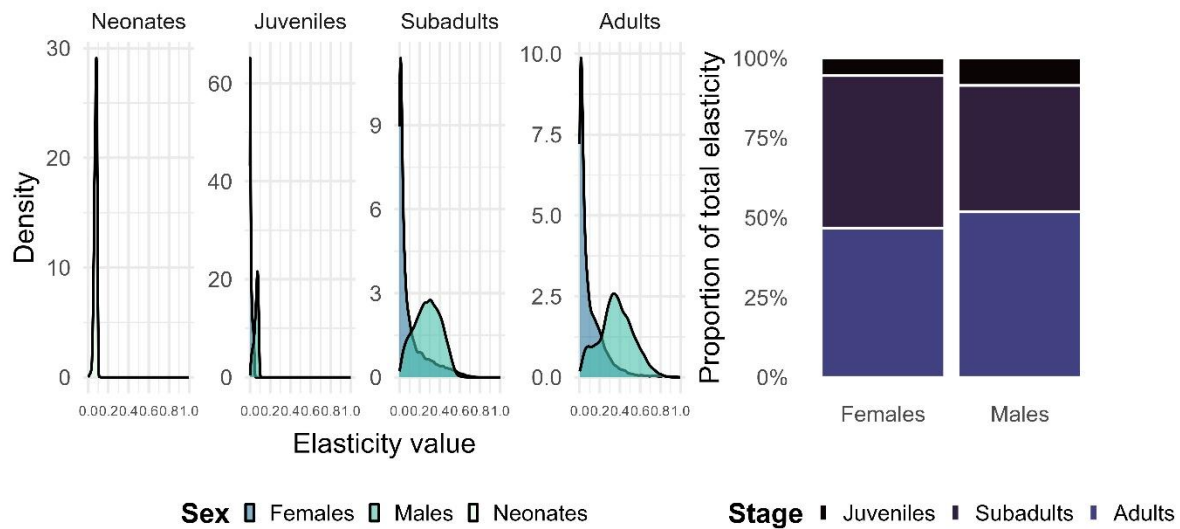 Neonates Juveniles Subadults Adults
30
20
10
0
60
40
20
0
9
6
3
0
10.0
7.5
5.0
2.5
0.0
0.00.20.40.60.81.0 0.00.20.40.60.81.0 0.00.20.40.60.81.0 0.00.20.40.60.81.0
Density
Elasticity value
Proportion of total elasticity
100%
75%
50%
25%
0%
Females Males
Sex Females Males Neonates
Stage Juveniles Subadults Adults